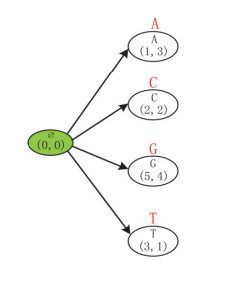 A
A
(1,3)
C
C
(2,2)
∅
(0,0)
G
G
(5,4)
T
T
(3,1)